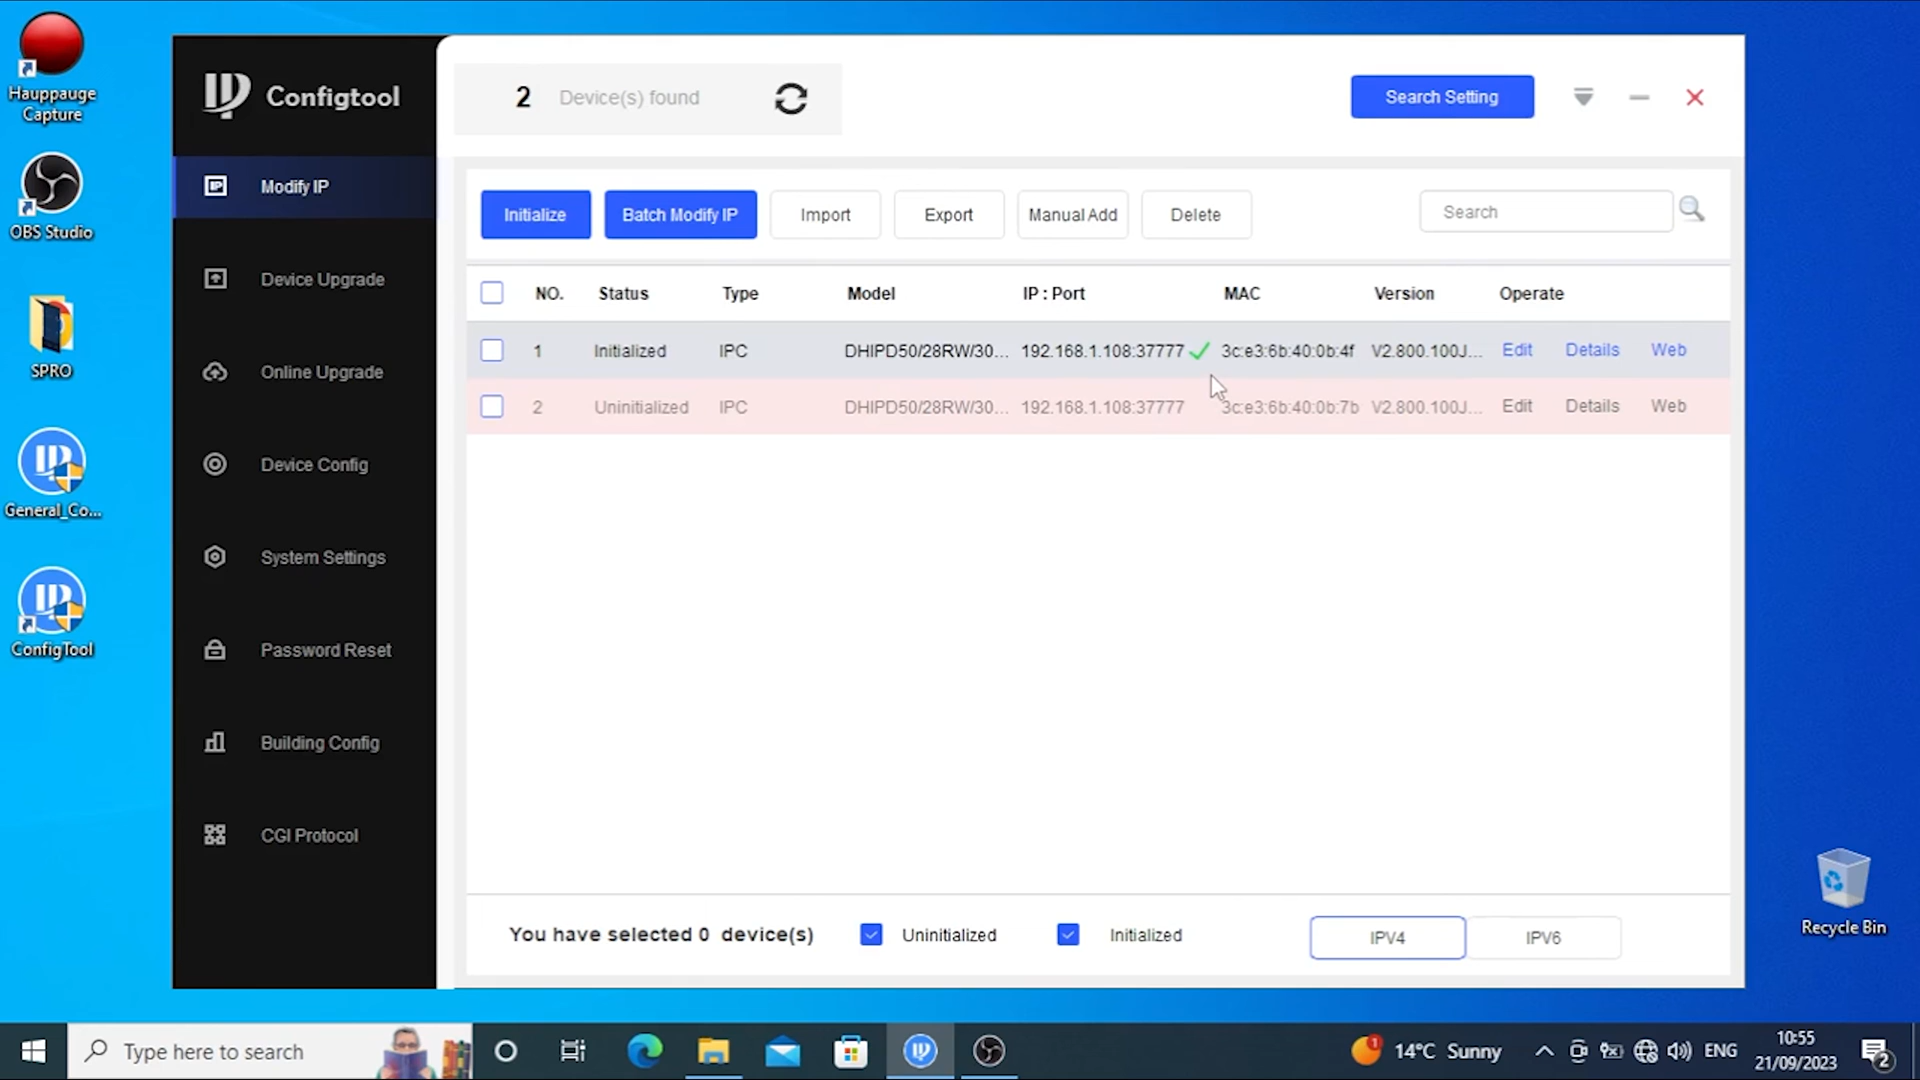 Hauppauge
Capture
OBS Studio
SPRO
General_Co...
ConfigTool
Configtool
Modify IP
Device Upgrade
Online Upgrade
Device Config
System Settings
Password Reset
Building Config
CGI Protocol
2 Device(s) found
Search Setting
Initialize Batch Modify IP Import Export Manual Add Delete Search
NO. Status Type Model IP : Port MAC Version Operate
1 Initialized IPC DHIPD50/28RW/30... 192.168.1.108:37777 3c:e3:6b:40:0b:4f V2.800.100J... Edit Details Web
2 Uninitialized IPC DHIPD50/28RW/30... 192.168.1.108:37777 3c:e3:6b:40:0b:7b V2.800.100J... Edit Details Web
You have selected 0 device(s) Uninitialized Initialized IPV4 IPV6
Recycle Bin
Type here to search
1
14°C Sunny
ENG
10:55
21/09/2023
2